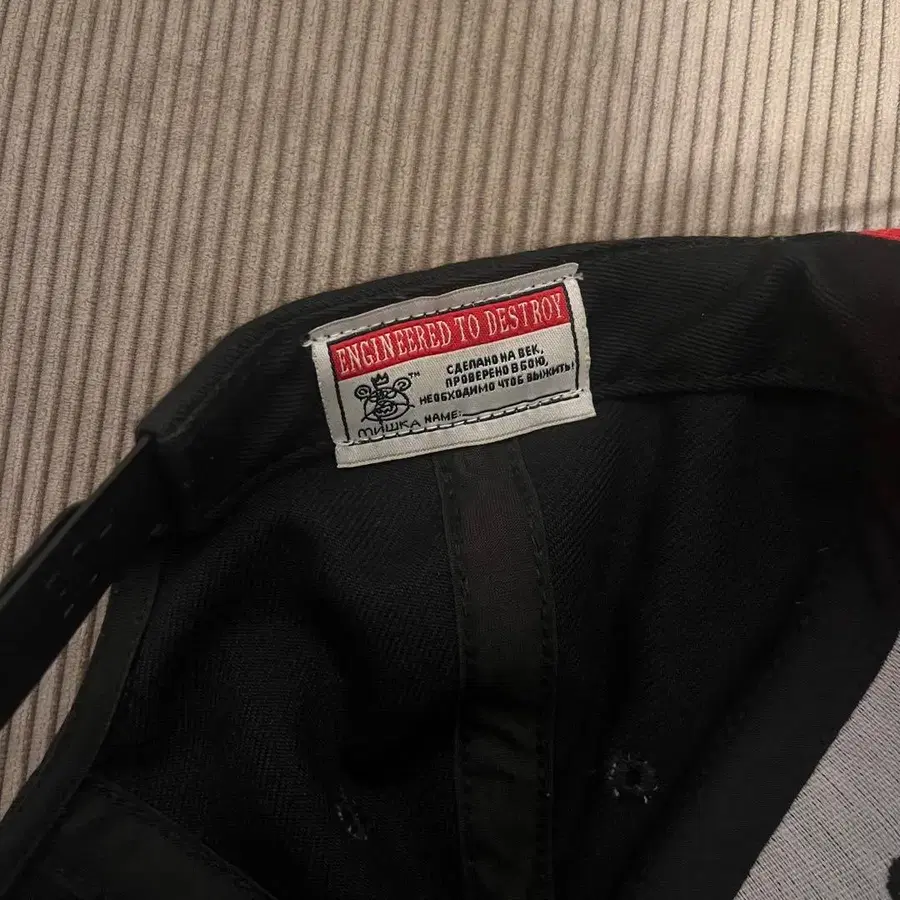 ENGINEERED TO DESTROY
СДЕЛАНО НА ВЕК,
ПРОВЕРЕНО В БОЮ,
НЕОБХОДИМО ЧТОБ ВЫЖИТЬ!
TM
МИШКА NAME: